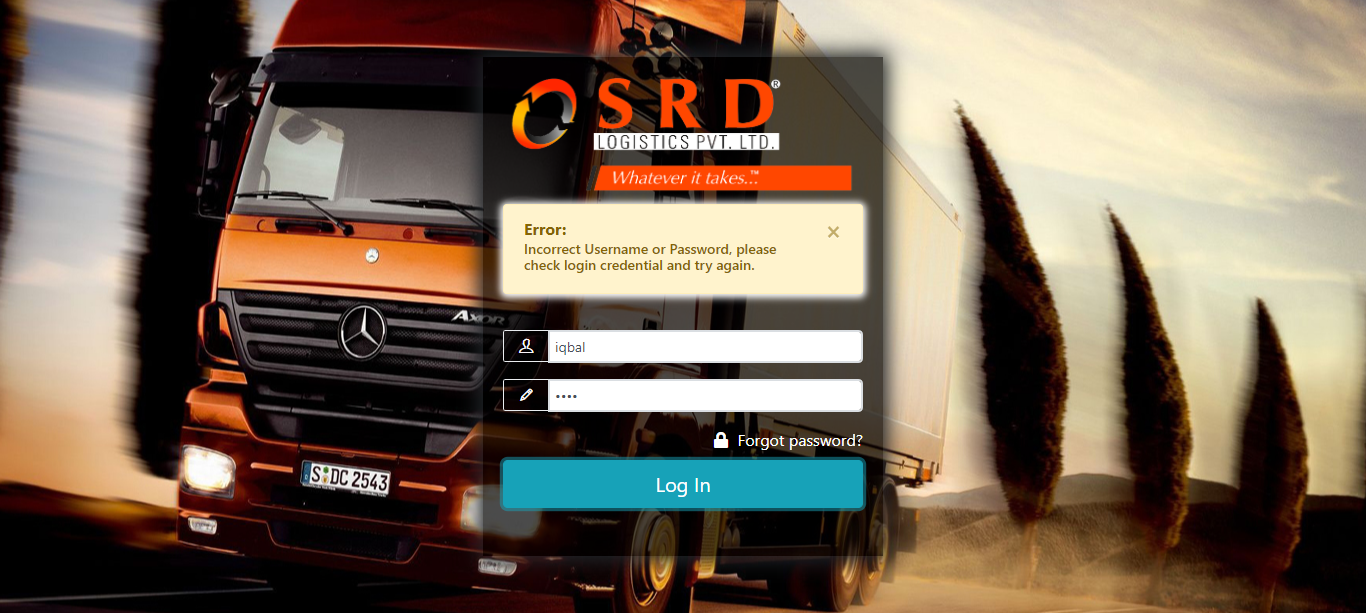 SRD®
LOGISTICS PVT. LTD.
Whatever it takes...™
Error:
×
Incorrect Username or Password, please
check login credential and try again.
AXOR
iqbal
••••
Forgot password?
S DC 2543
Log In